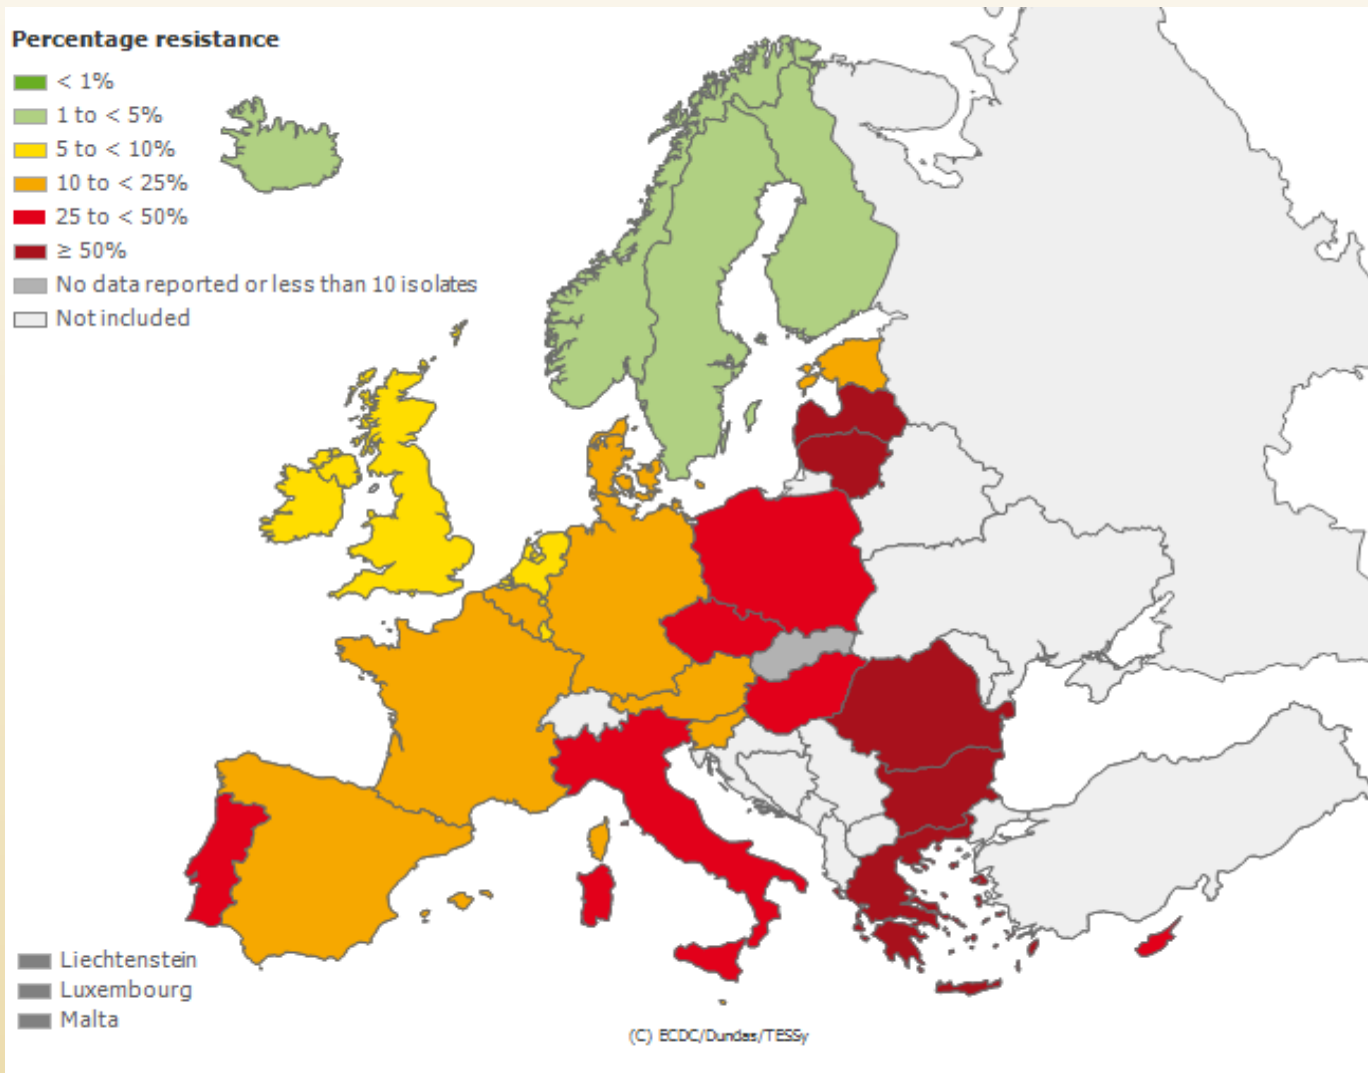 Percentage resistance
< 1%
1 to < 5%
5 to < 10%
10 to < 25%
25 to < 50%
≥ 50%
No data reported or less than 10 isolates
Not included
Liechtenstein
Luxembourg
Malta
(C) ECDC/Dundas/TESSy